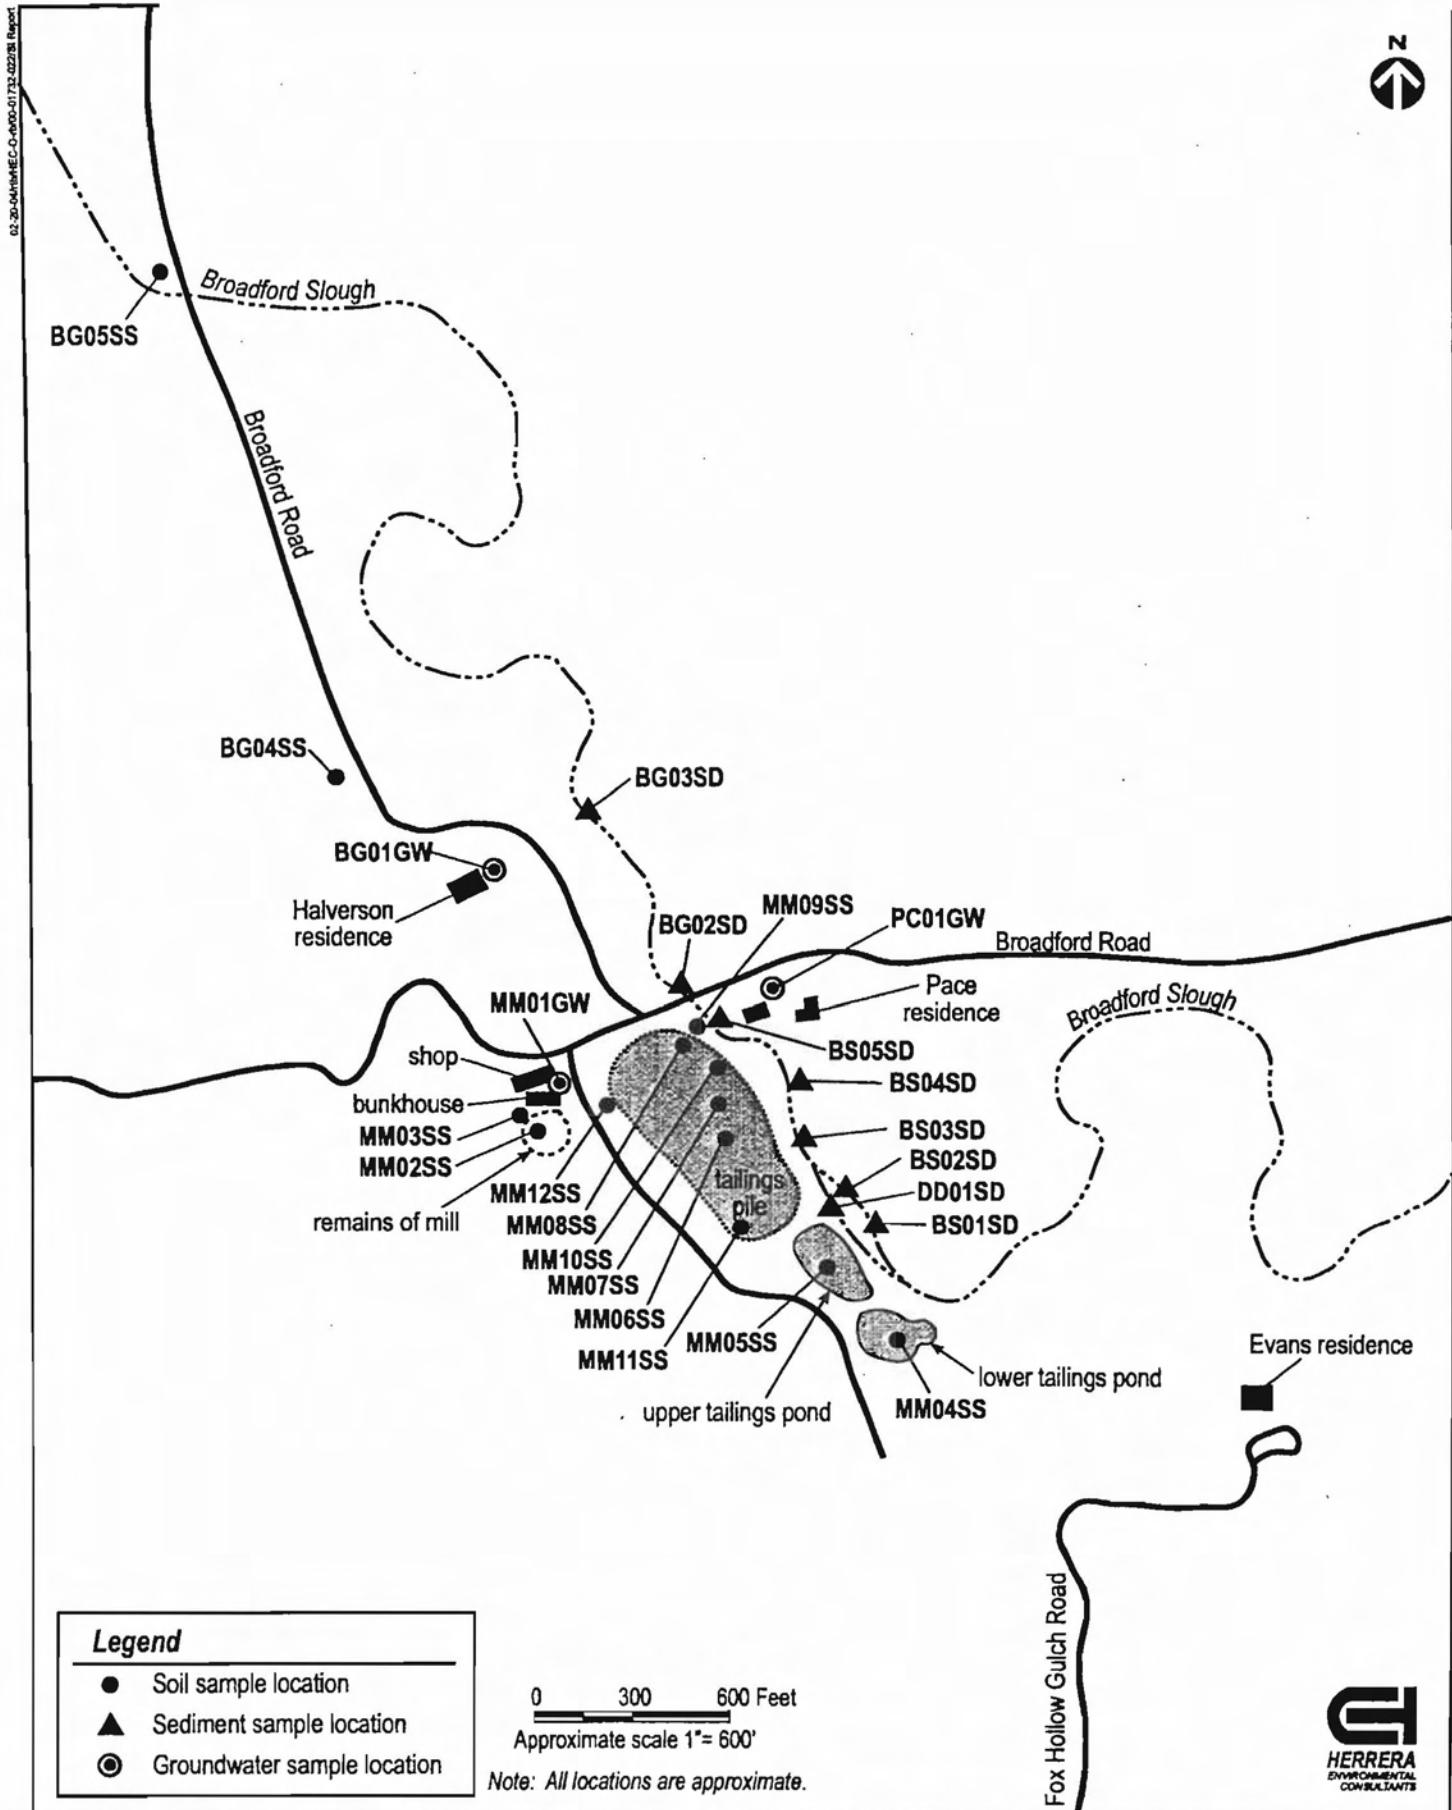 N
Broadford Slough
BG05SS
Broadford Road
BG04SS
BG03SD
BG01GW
Halverson
residence
MM09SS
PC01GW
BG02SD
Broadford Road
Pace
residence
Broadford Slough
MM01GW
shop
BS05SD
BS04SD
bunkhouse
MM03SS
BS03SD
MM02SS
BS02SD
tailings
pile
DD01SD
MM12SS
remains of mill
MM08SS
BS01SD
MM10SS
MM07SS
MM06SS
MM05SS
MM11SS
Evans residence
lower tailings pond
upper tailings pond
MM04SS
Fox Hollow Gulch Road
Legend
Soil sample location
Sediment sample location
Groundwater sample location
0 300 600 Feet
Approximate scale 1"= 600'
Note: All locations are approximate.
HERRERA
ENVIRONMENTAL
CONSULTANTS